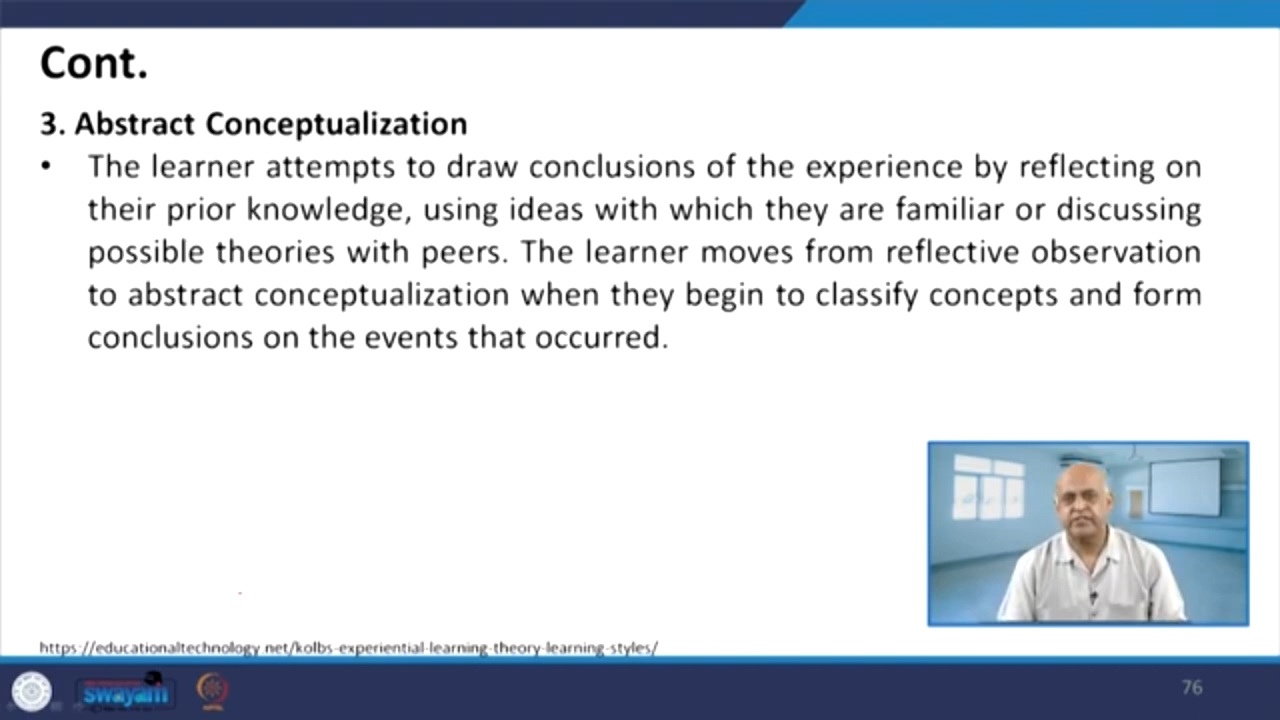 Cont.
3. Abstract Conceptualization
• The learner attempts to draw conclusions of the experience by reflecting on
their prior knowledge, using ideas with which they are familiar or discussing
possible theories with peers. The learner moves from reflective observation
to abstract conceptualization when they begin to classify concepts and form
conclusions on the events that occurred.
https://educationaltechnology.net/kolbs-experiential-learning-theory-learning-styles/
swayam
76